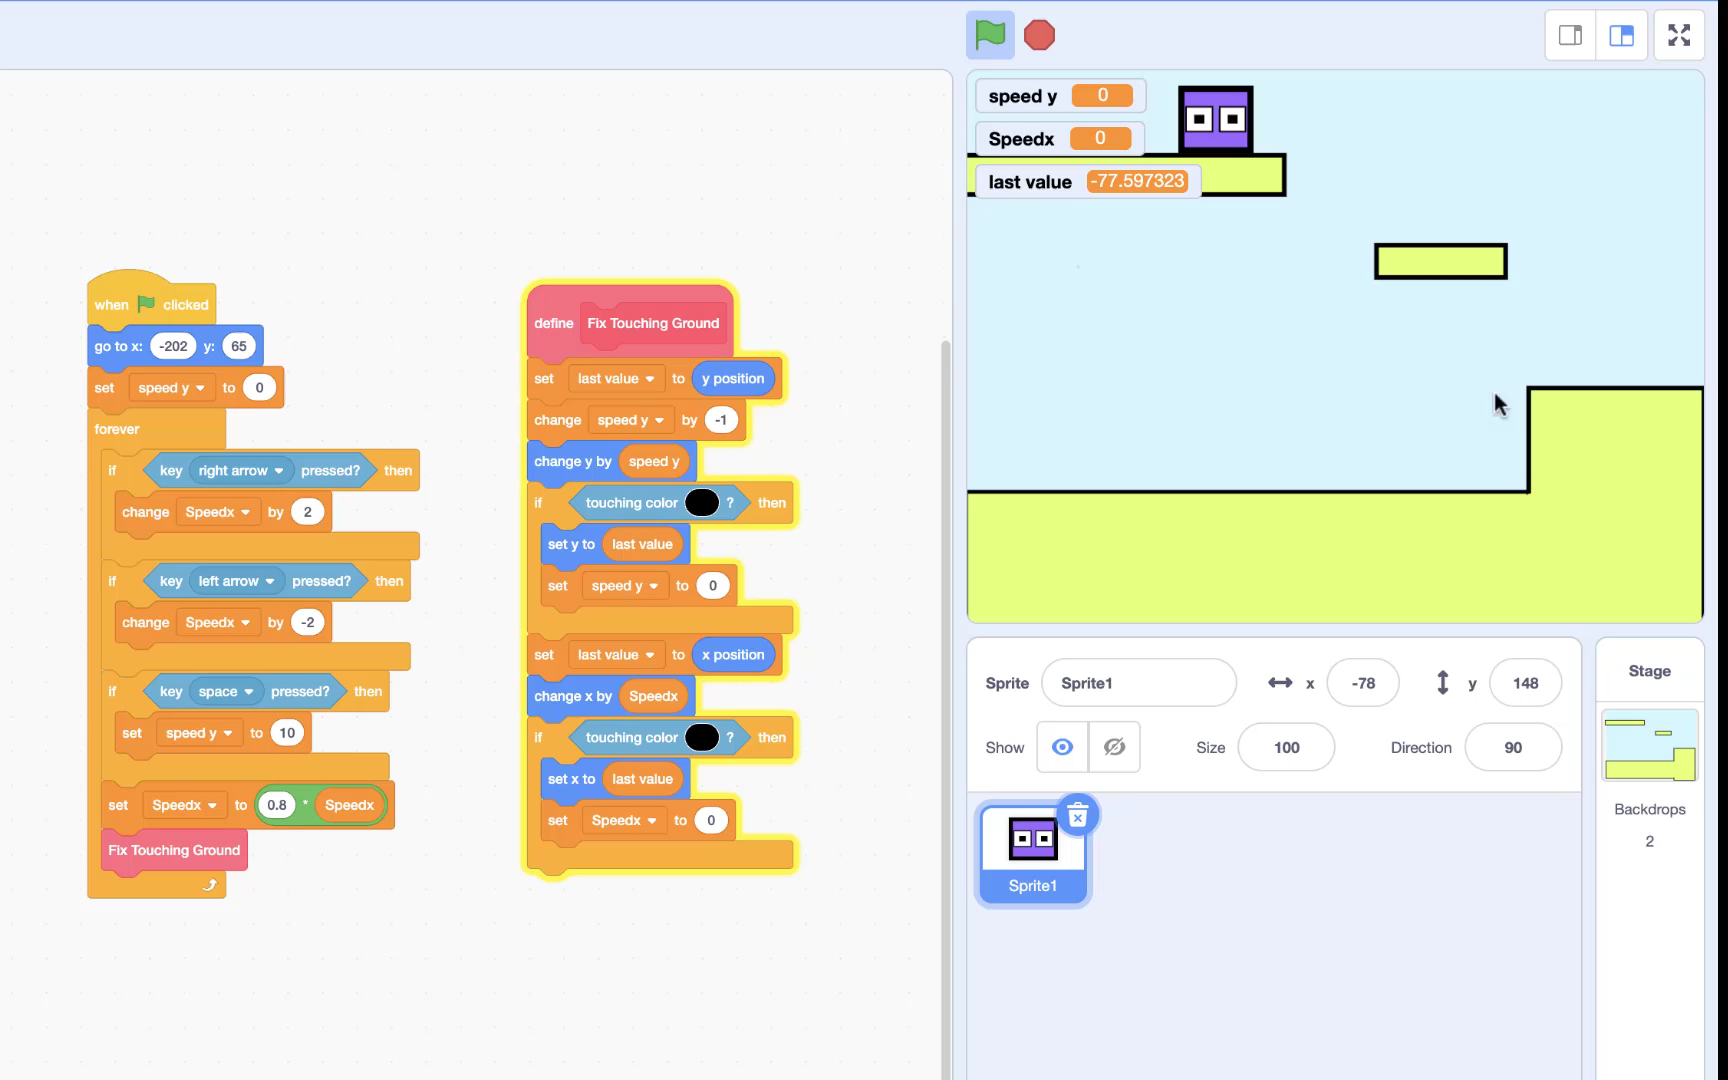 when clicked
go to x: -202 y: 65
set speed y to 0
forever
if key right arrow pressed? then
change Speedx by 2
if key left arrow pressed? then
change Speedx by -2
if key space pressed? then
set speed y to 10
set Speedx to 0.8 * Speedx
Fix Touching Ground
define Fix Touching Ground
set last value to y position
change speed y by -1
change y by speed y
if touching color ? then
set y to last value
set speed y to 0
set last value to x position
change x by Speedx
if touching color ? then
set x to last value
set Speedx to 0
speed y 0
Speedx 0
last value -77.597323
Sprite Sprite1 x -78 y 148
Show Size 100 Direction 90
Sprite1
Stage
Backdrops
2